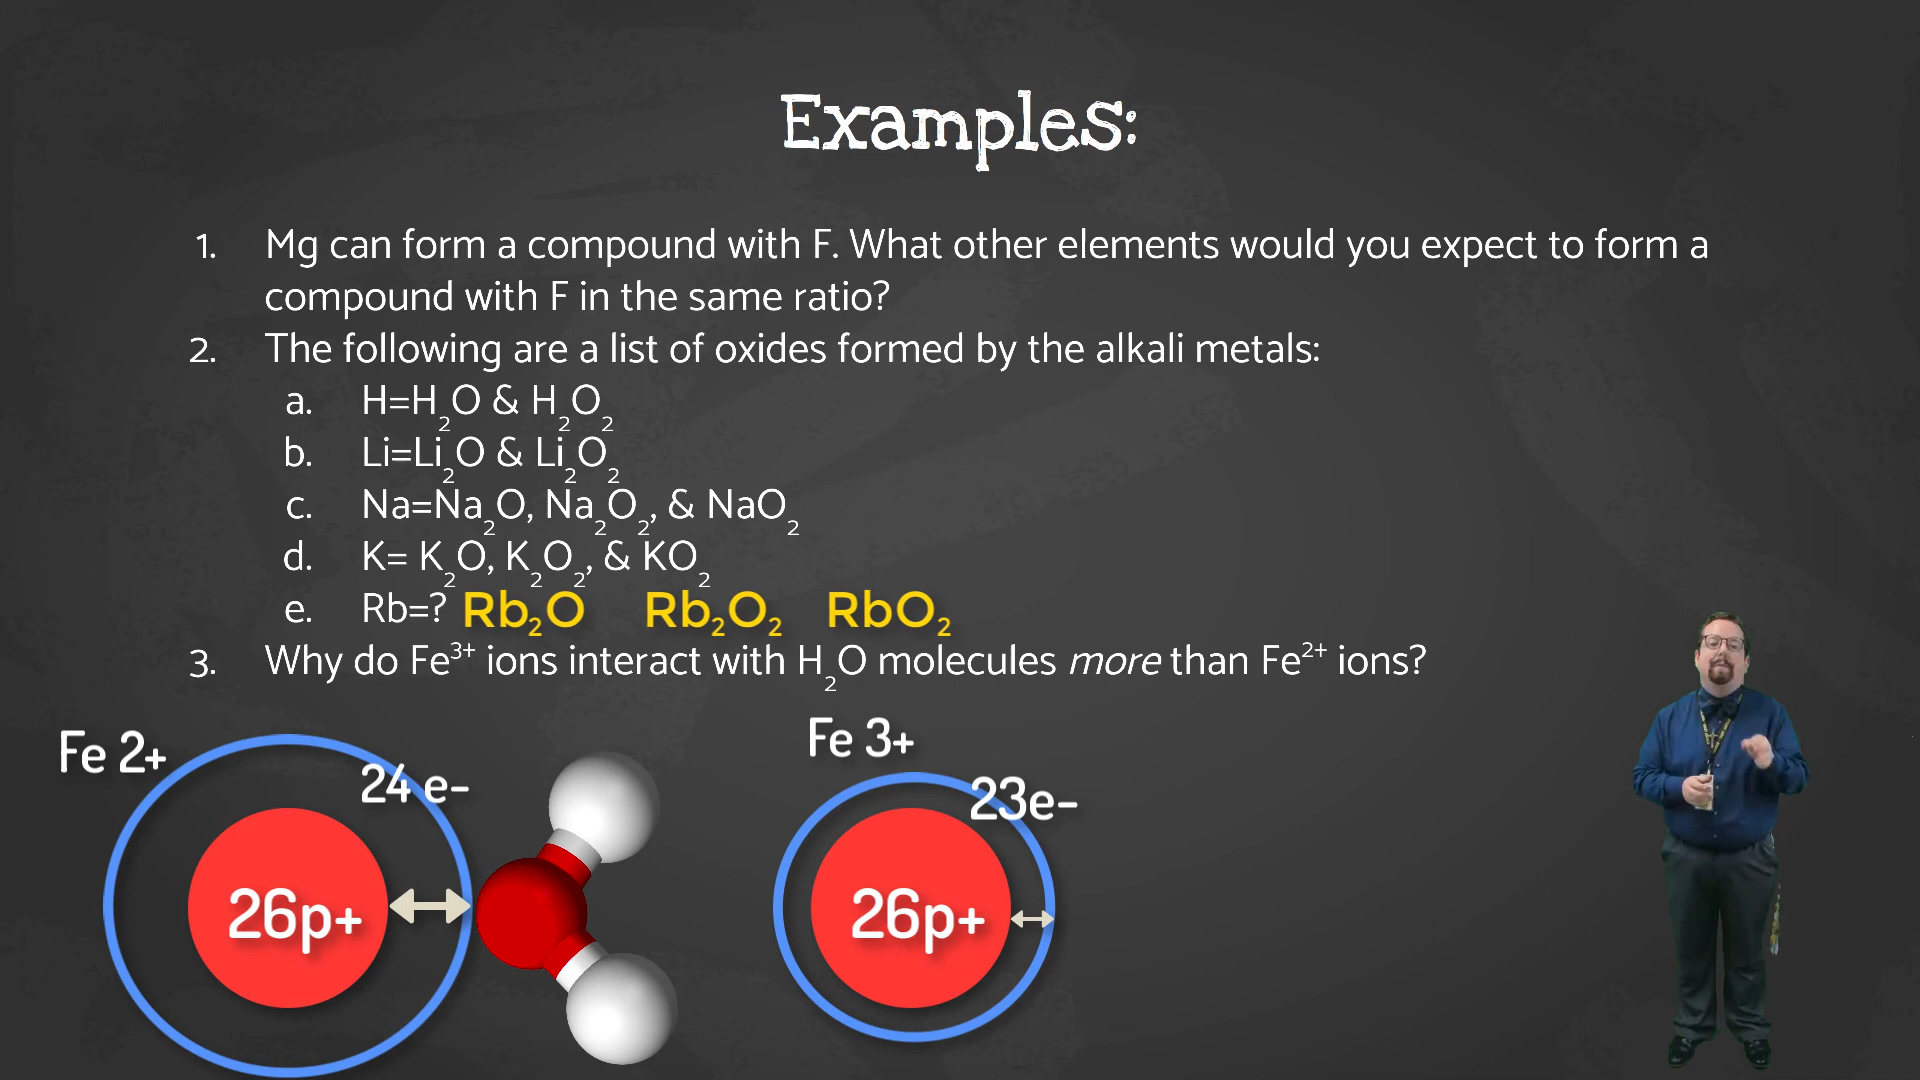 Examples:
1. Mg can form a compound with F. What other elements would you expect to form a
compound with F in the same ratio?
2. The following are a list of oxides formed by the alkali metals:
a. H=H₂O & H₂O₂
b. Li=Li₂O & Li₂O₂
c. Na=Na₂O, Na₂O₂, & NaO₂
d. K= K₂O, K₂O₂, & KO₂
e. Rb=? Rb₂O Rb₂O₂ RbO₂
3. Why do Fe³⁺ ions interact with H₂O molecules more than Fe²⁺ ions?
Fe 2+
24 e-
26p+
Fe 3+
23e-
26p+